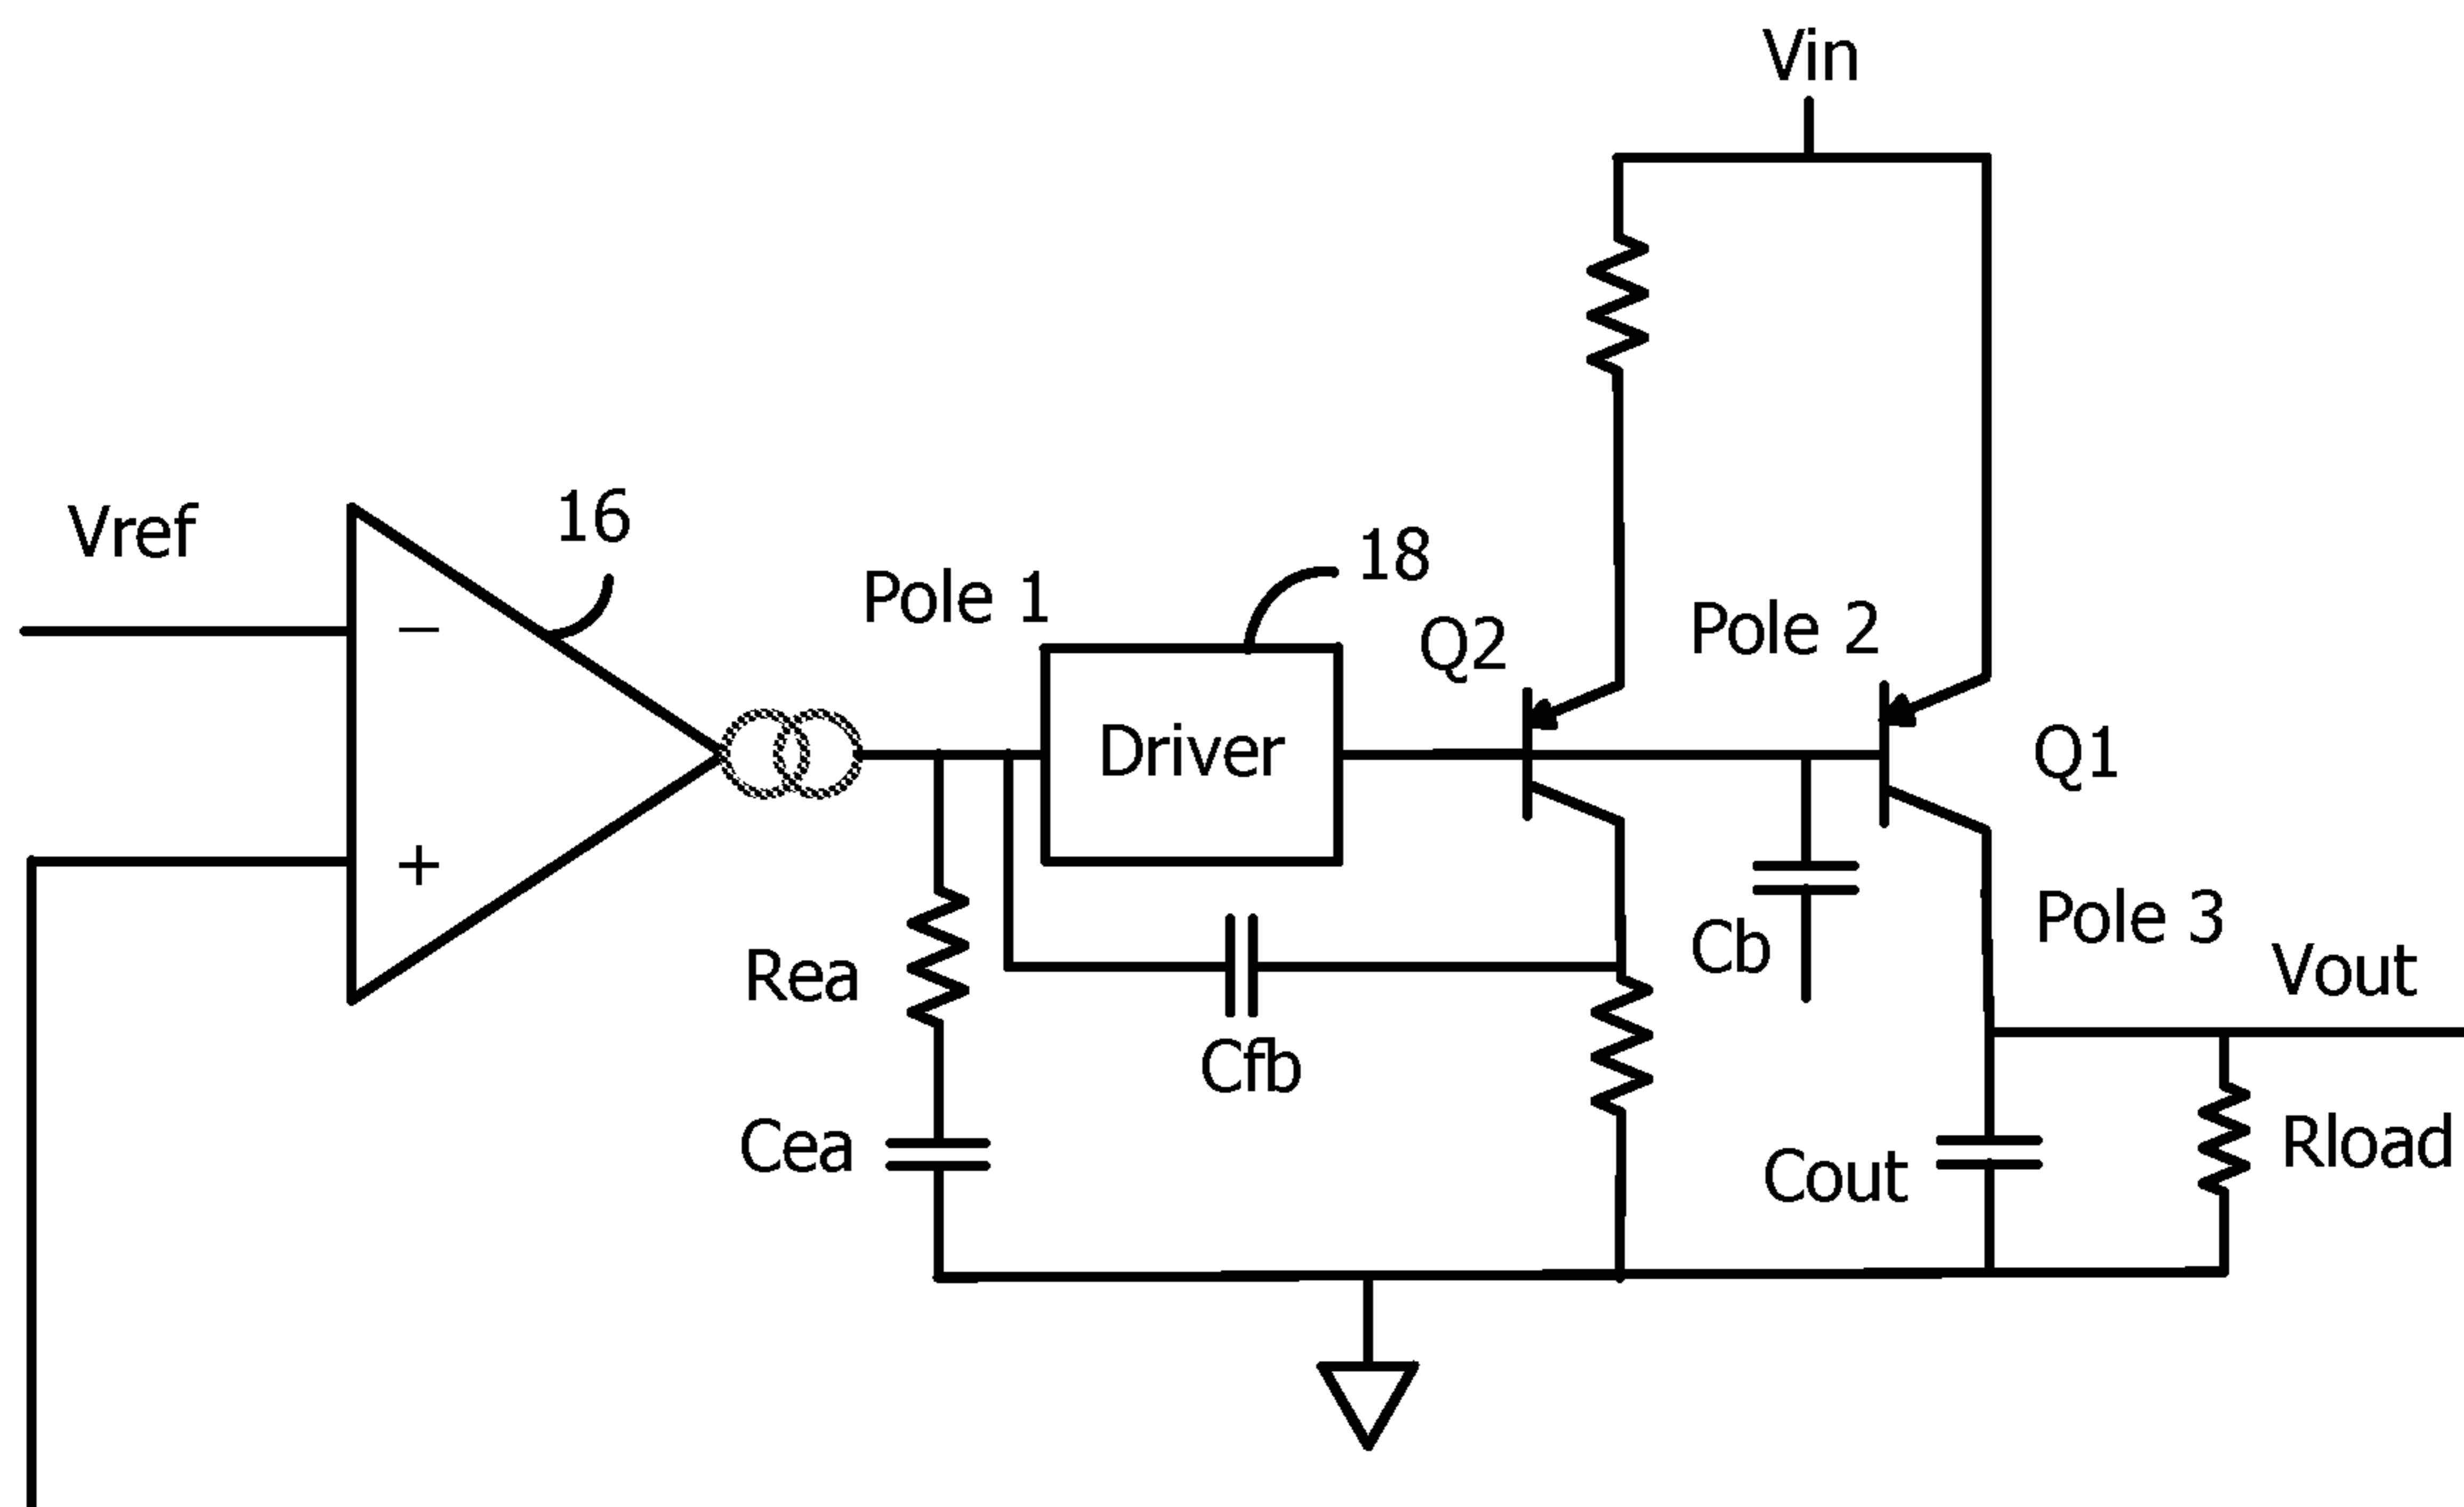 Vin
Vref
16
Pole 1
18
Q2
Pole 2
−
Driver
Q1
+
Rea
Cfb
Cb
Pole 3
Vout
Cea
Cout
Rload